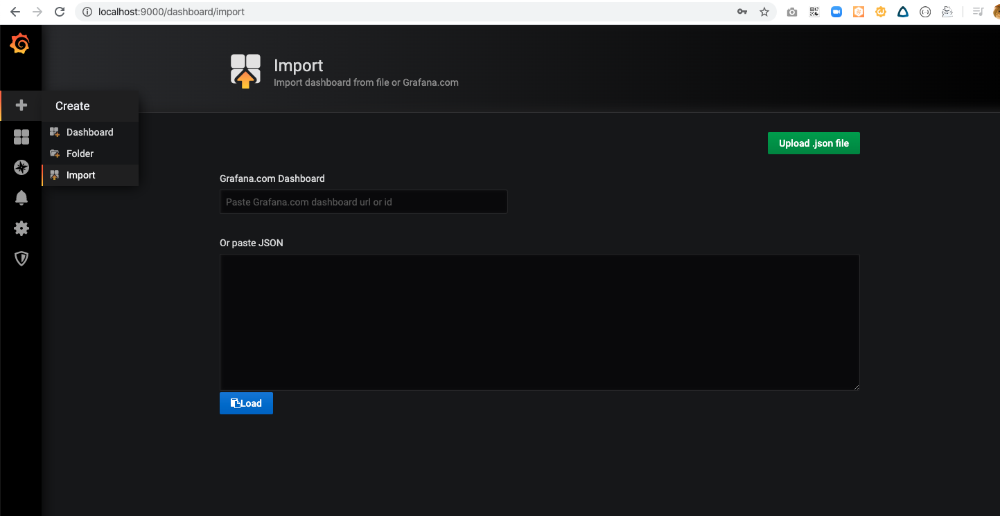 localhost:9000/dashboard/import
Import
Import dashboard from file or Grafana.com
Create
Dashboard
Folder
Import
Upload .json file
Grafana.com Dashboard
Paste Grafana.com dashboard url or id
Or paste JSON
Load